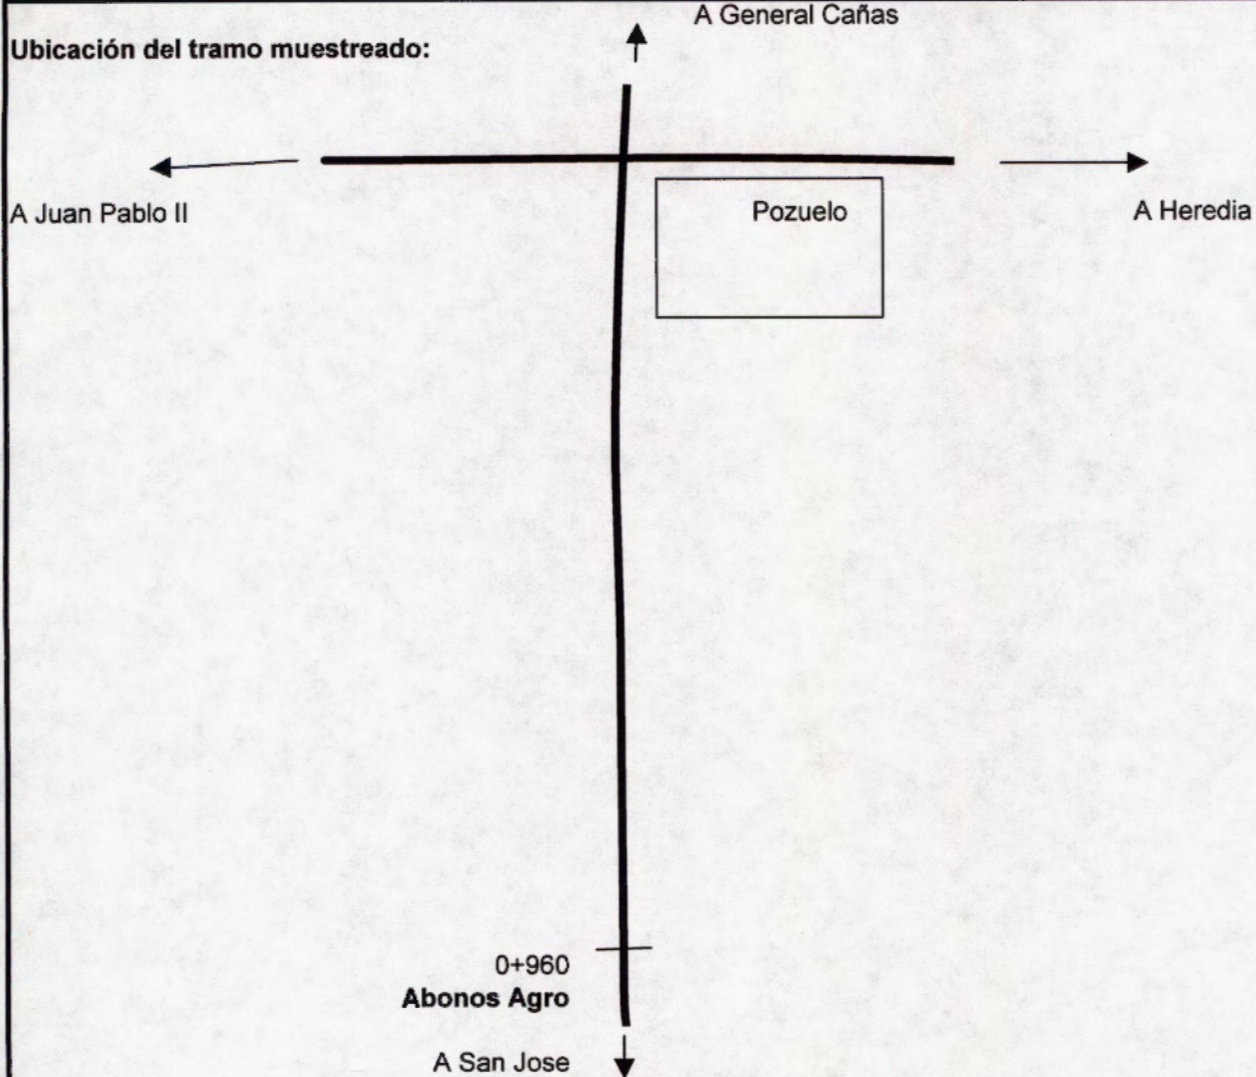 A General Cañas
Ubicación del tramo muestreado:
A Juan Pablo II
Pozuelo
A Heredia
0+960
Abonos Agro
A San Jose